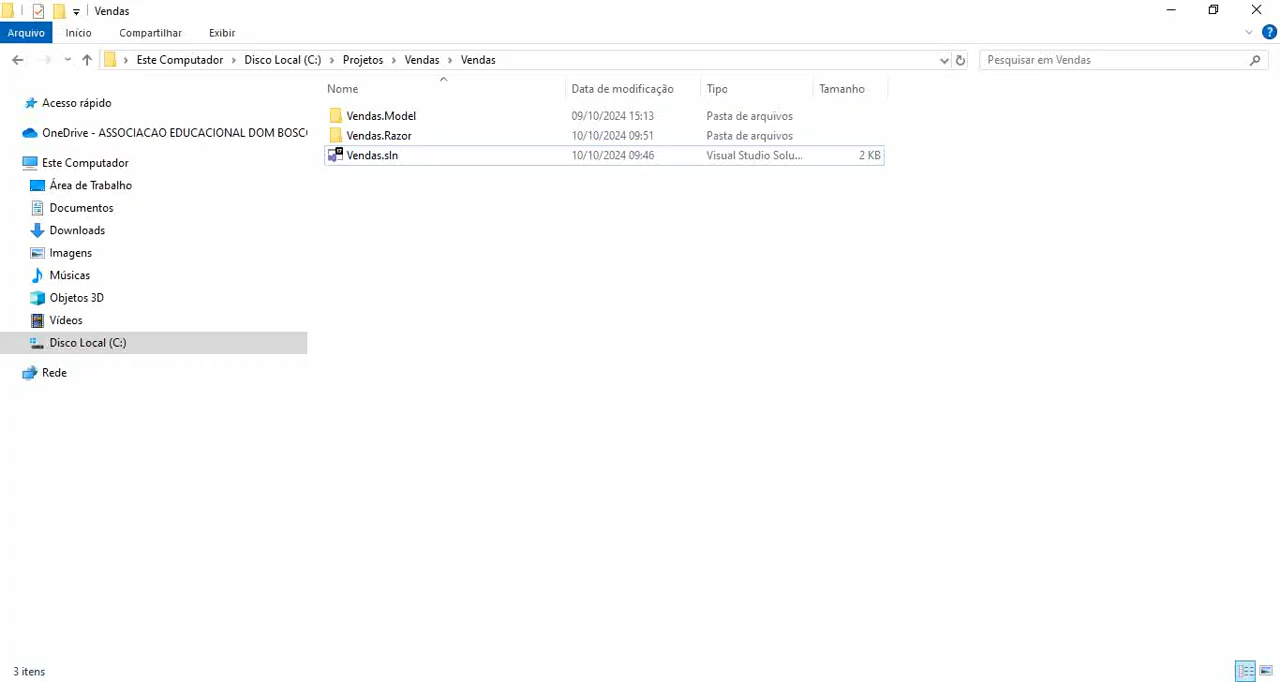 Vendas
Arquivo Início Compartilhar Exibir
Este Computador > Disco Local (C:) > Projetos > Vendas > Vendas
Pesquisar em Vendas
Acesso rápido
OneDrive - ASSOCIACAO EDUCACIONAL DOM BOSC
Este Computador
Área de Trabalho
Documentos
Downloads
Imagens
Músicas
Objetos 3D
Vídeos
Disco Local (C:)
Rede
Nome Data de modificação Tipo Tamanho
Vendas.Model 09/10/2024 15:13 Pasta de arquivos
Vendas.Razor 10/10/2024 09:51 Pasta de arquivos
Vendas.sln 10/10/2024 09:46 Visual Studio Solu... 2 KB
3 itens